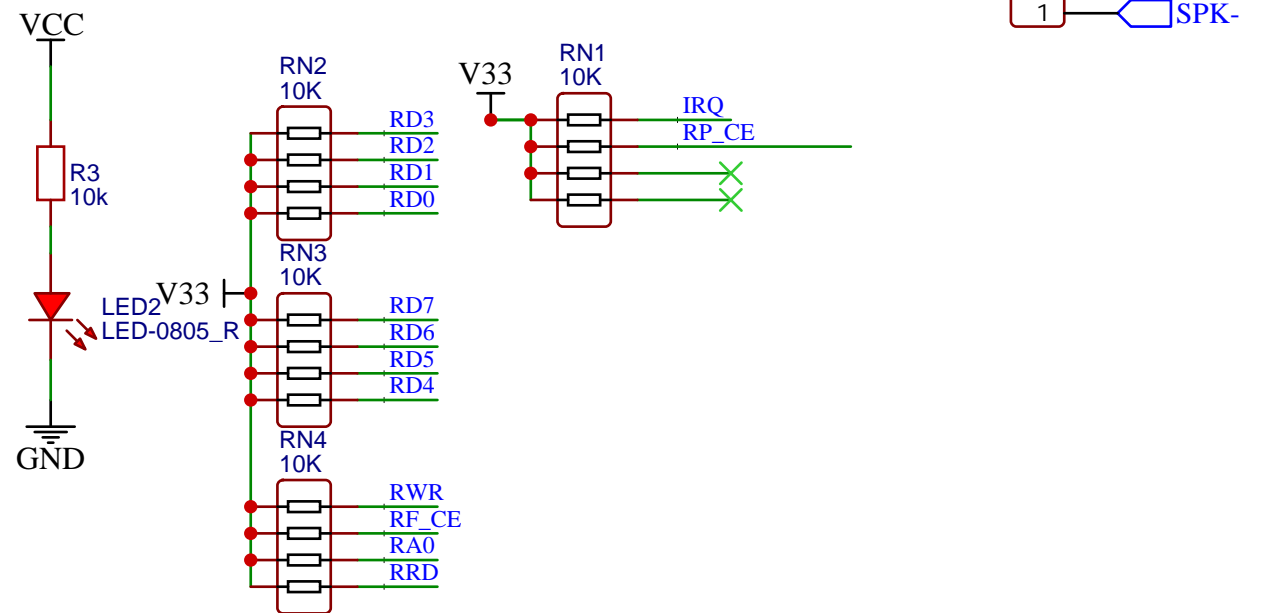 VCC
R3
10k
LED2
LED-0805_R
GND
RN2
10K
RD3
RD2
RD1
RD0
V33
RN3
10K
RD7
RD6
RD5
RD4
RN4
10K
RWR
RF_CE
RA0
RRD
V33
RN1
10K
IRQ
RP_CE
1
SPK-